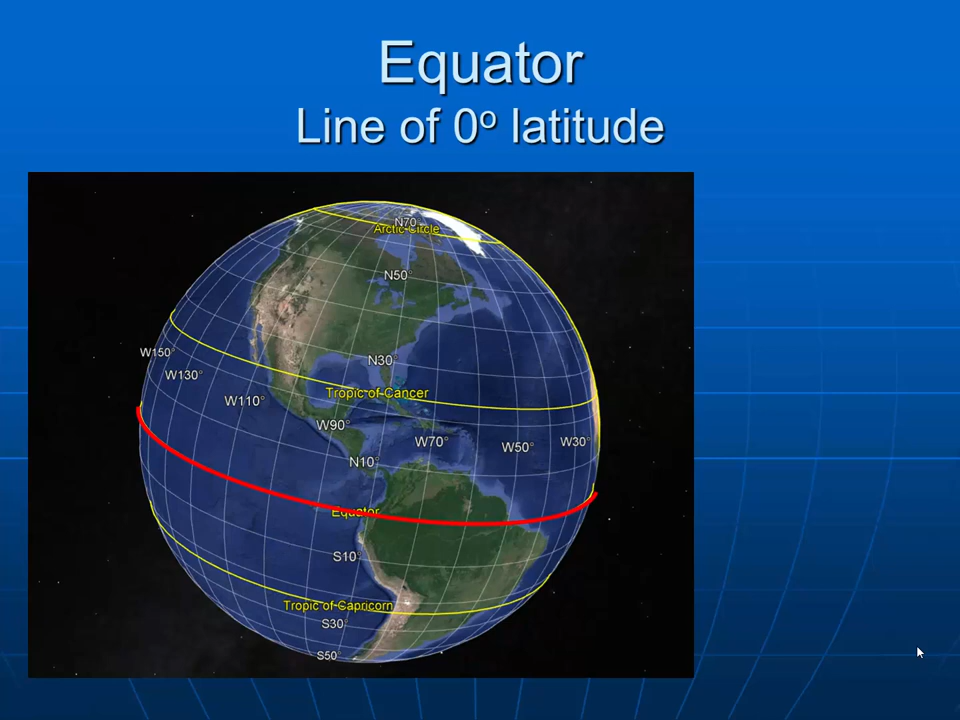 Equator
Line of 0º latitude
N70
Arctic Circle
N50°
W150°
N30°
W130°
Tropic of Cancer
W110°
W90°
W70°
W50°
W30°
N10°
Equator
S10°
Tropic of Capricorn
S30°
S50°